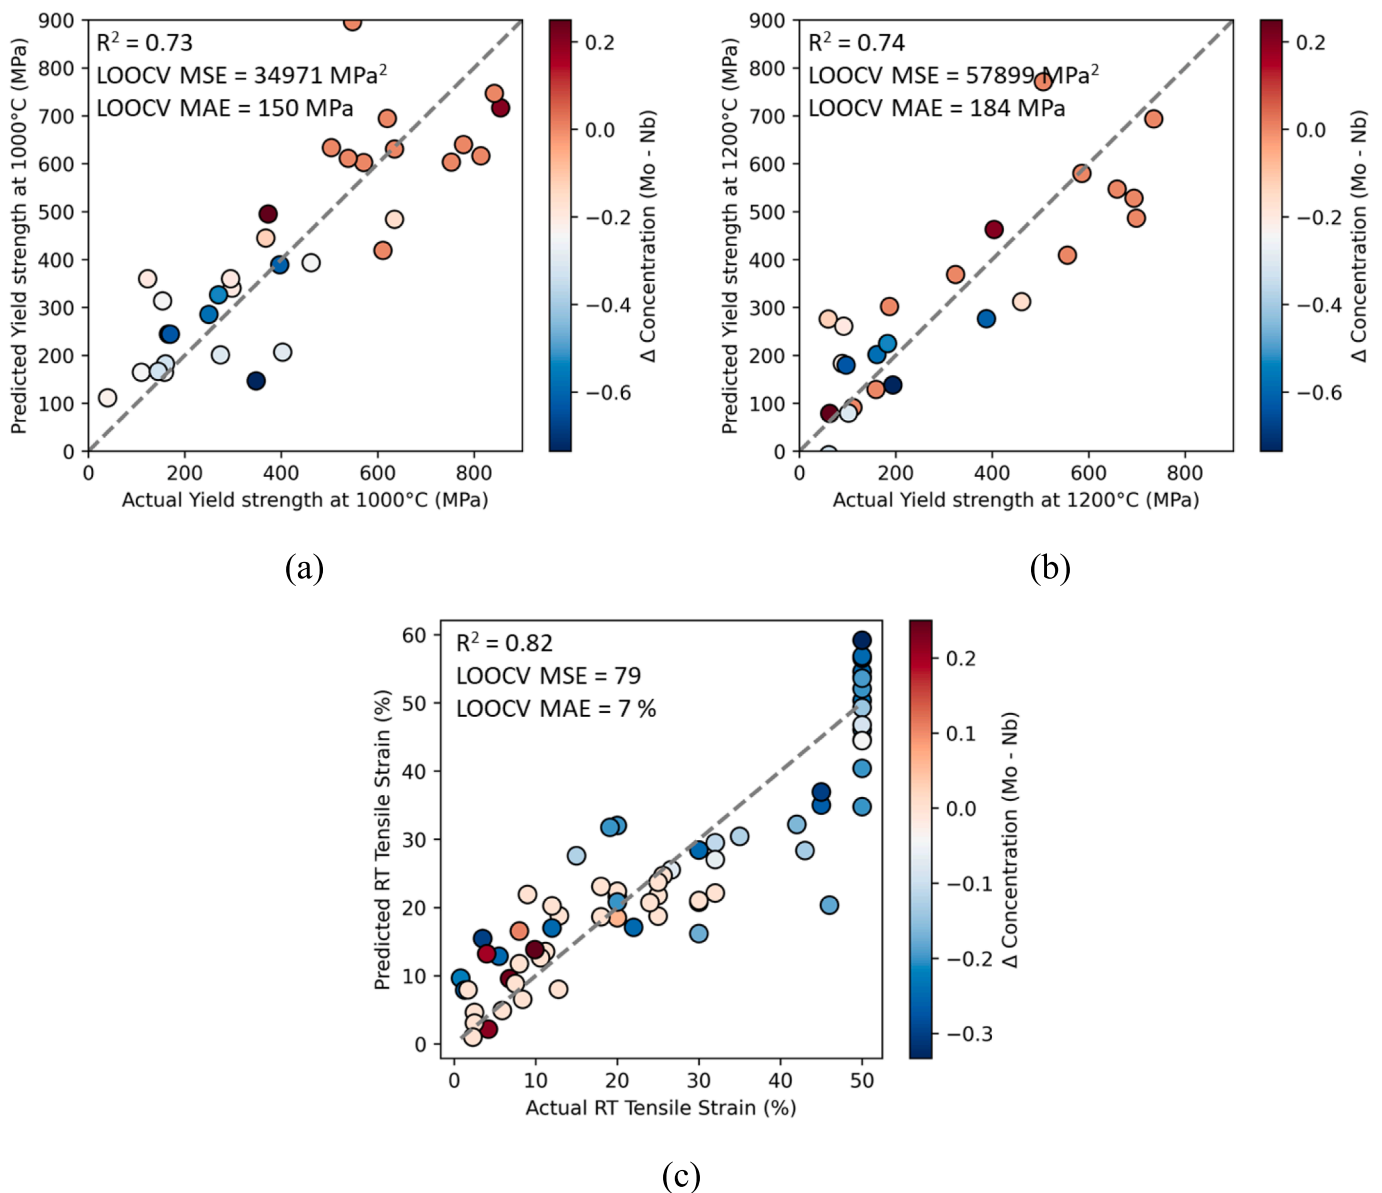 R² = 0.73
LOOCV MSE = 34971 MPa²
LOOCV MAE = 150 MPa
Predicted Yield strength at 1000°C (MPa)
900
800
700
600
500
400
300
200
100
0
0 200 400 600 800
Actual Yield strength at 1000°C (MPa)
0.2
0.0
−0.2
−0.4
−0.6
Δ Concentration (Mo - Nb)
(a)
R² = 0.74
LOOCV MSE = 57899 MPa²
LOOCV MAE = 184 MPa
Predicted Yield strength at 1200°C (MPa)
900
800
700
600
500
400
300
200
100
0
0 200 400 600 800
Actual Yield strength at 1200°C (MPa)
0.2
0.0
−0.2
−0.4
−0.6
Δ Concentration (Mo - Nb)
(b)
R² = 0.82
LOOCV MSE = 79
LOOCV MAE = 7 %
Predicted RT Tensile Strain (%)
60
50
40
30
20
10
0
0 10 20 30 40 50
Actual RT Tensile Strain (%)
0.2
0.1
0.0
−0.1
−0.2
−0.3
Δ Concentration (Mo - Nb)
(c)